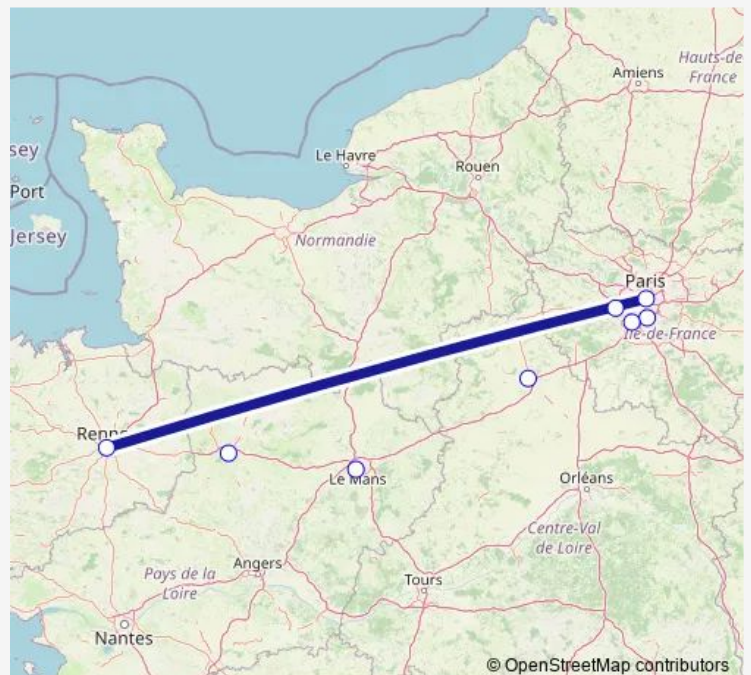 Hauts-de
France
Amiens
sey
Le Havre
Rouen
Port
Jersey
Normandie
Paris
Île-de-France
Le Mans
Orléans
Centre-Val
de Loire
Angers
Pays de la
Loire
Tours
Nantes
© OpenStreetMap contributors